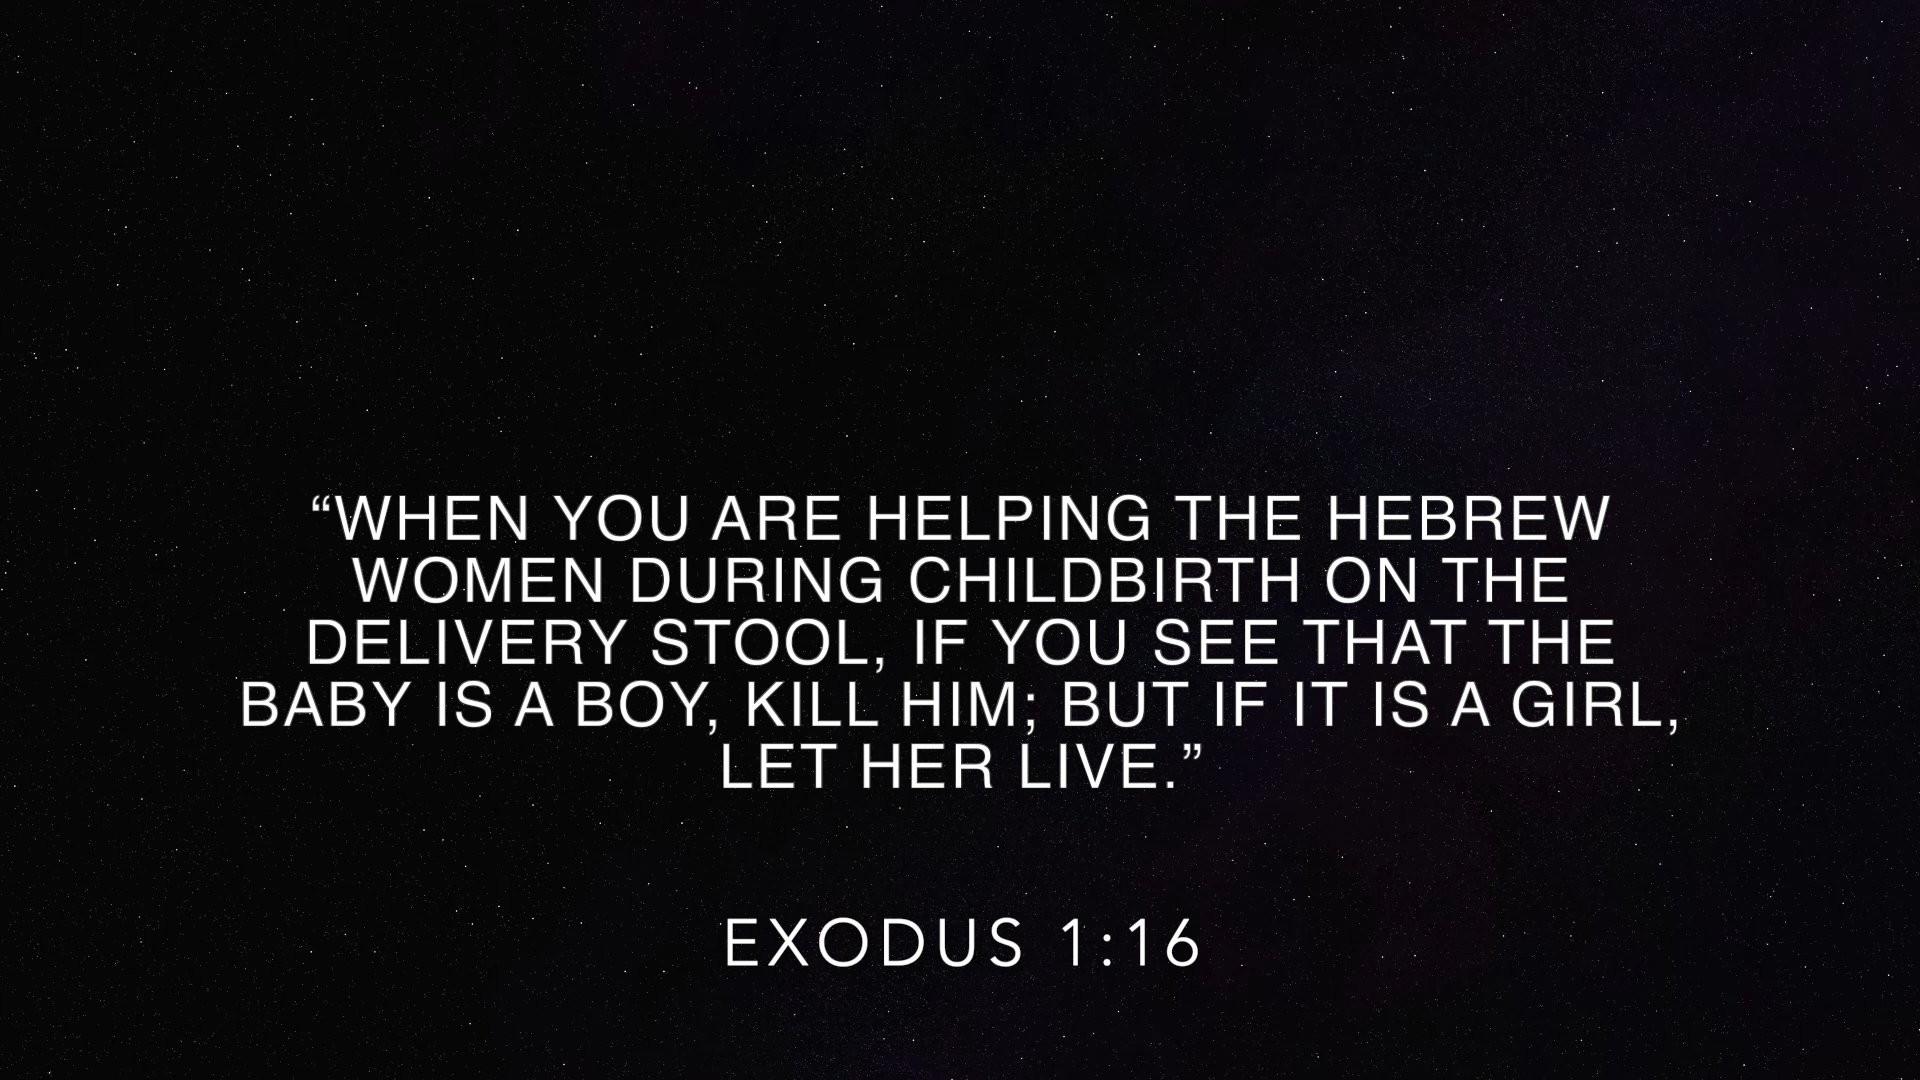 “WHEN YOU ARE HELPING THE HEBREW
WOMEN DURING CHILDBIRTH ON THE
DELIVERY STOOL, IF YOU SEE THAT THE
BABY IS A BOY, KILL HIM; BUT IF IT IS A GIRL,
LET HER LIVE.”
EXODUS 1:16